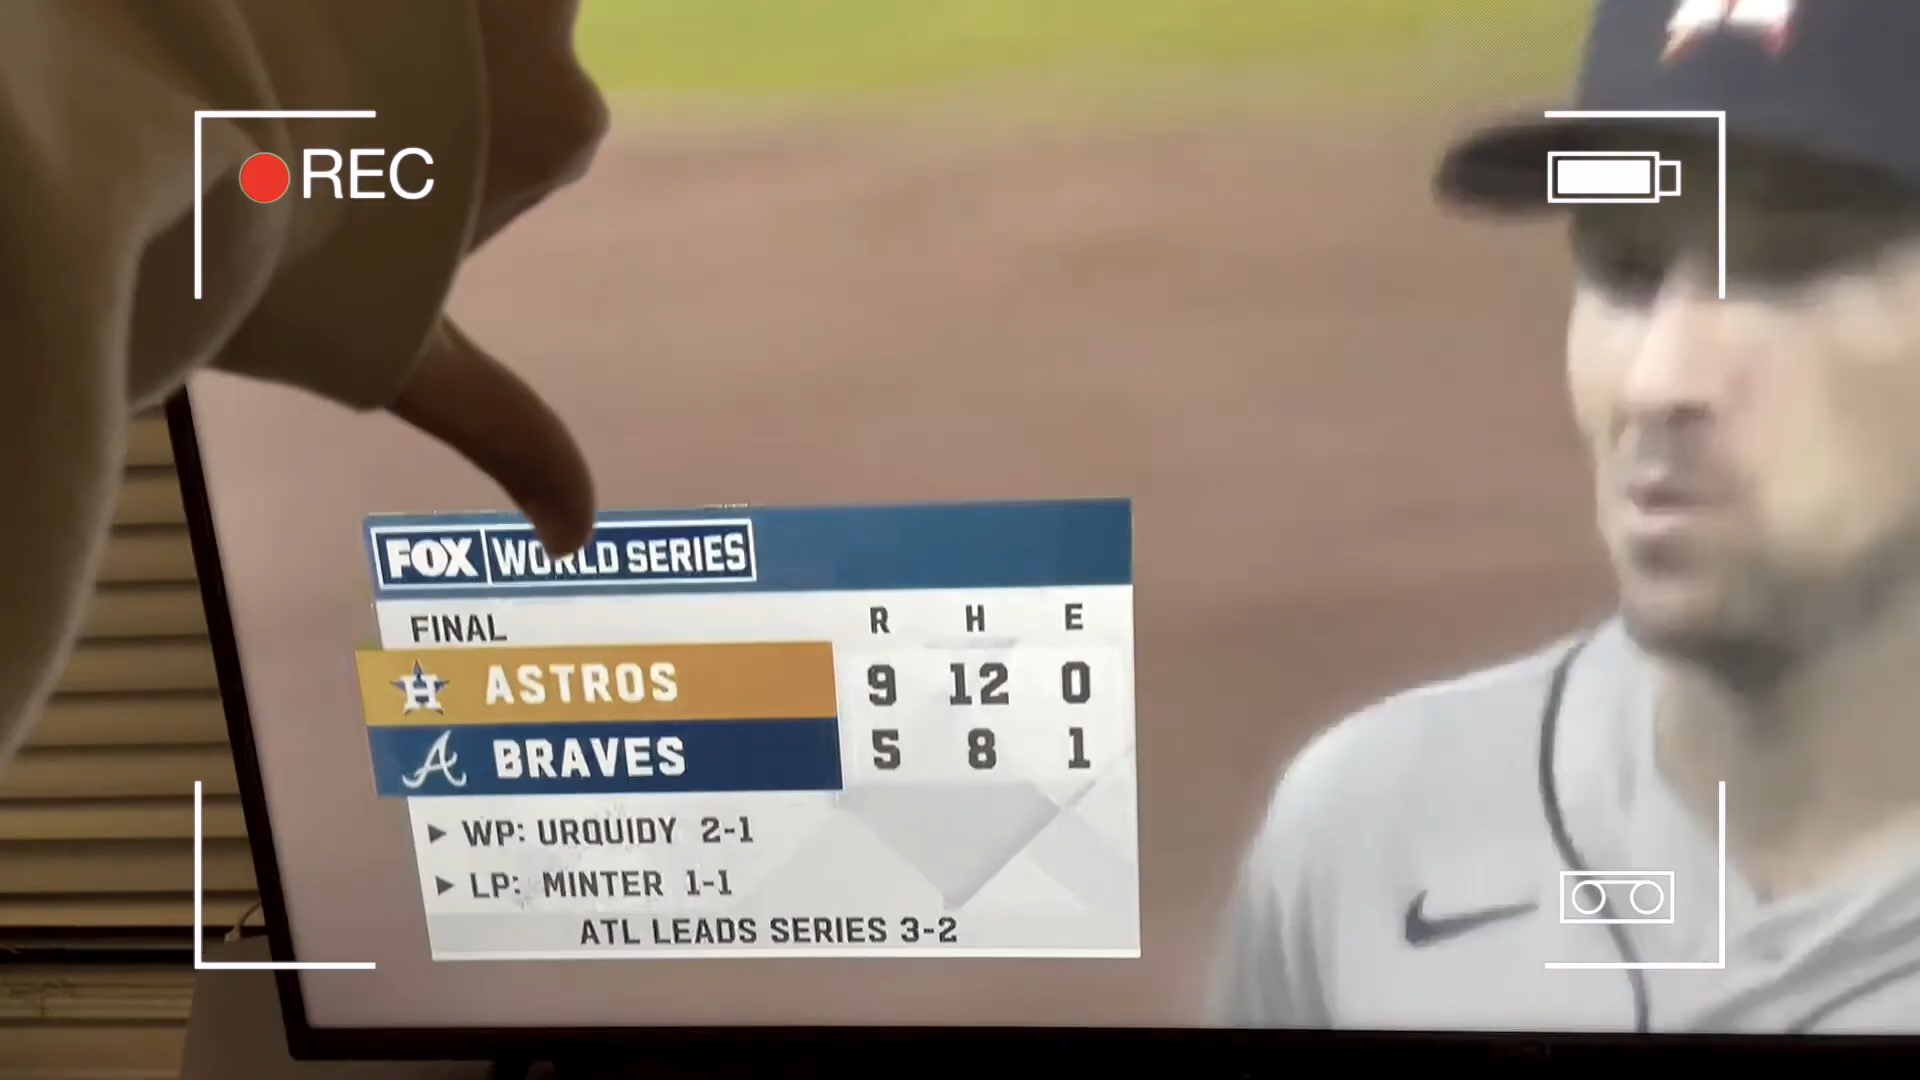 REC
FOX WORLD SERIES
FINAL R H E
ASTROS 9 12 0
BRAVES 5 8 1
▶ WP: URQUIDY 2-1
▶ LP: MINTER 1-1
ATL LEADS SERIES 3-2